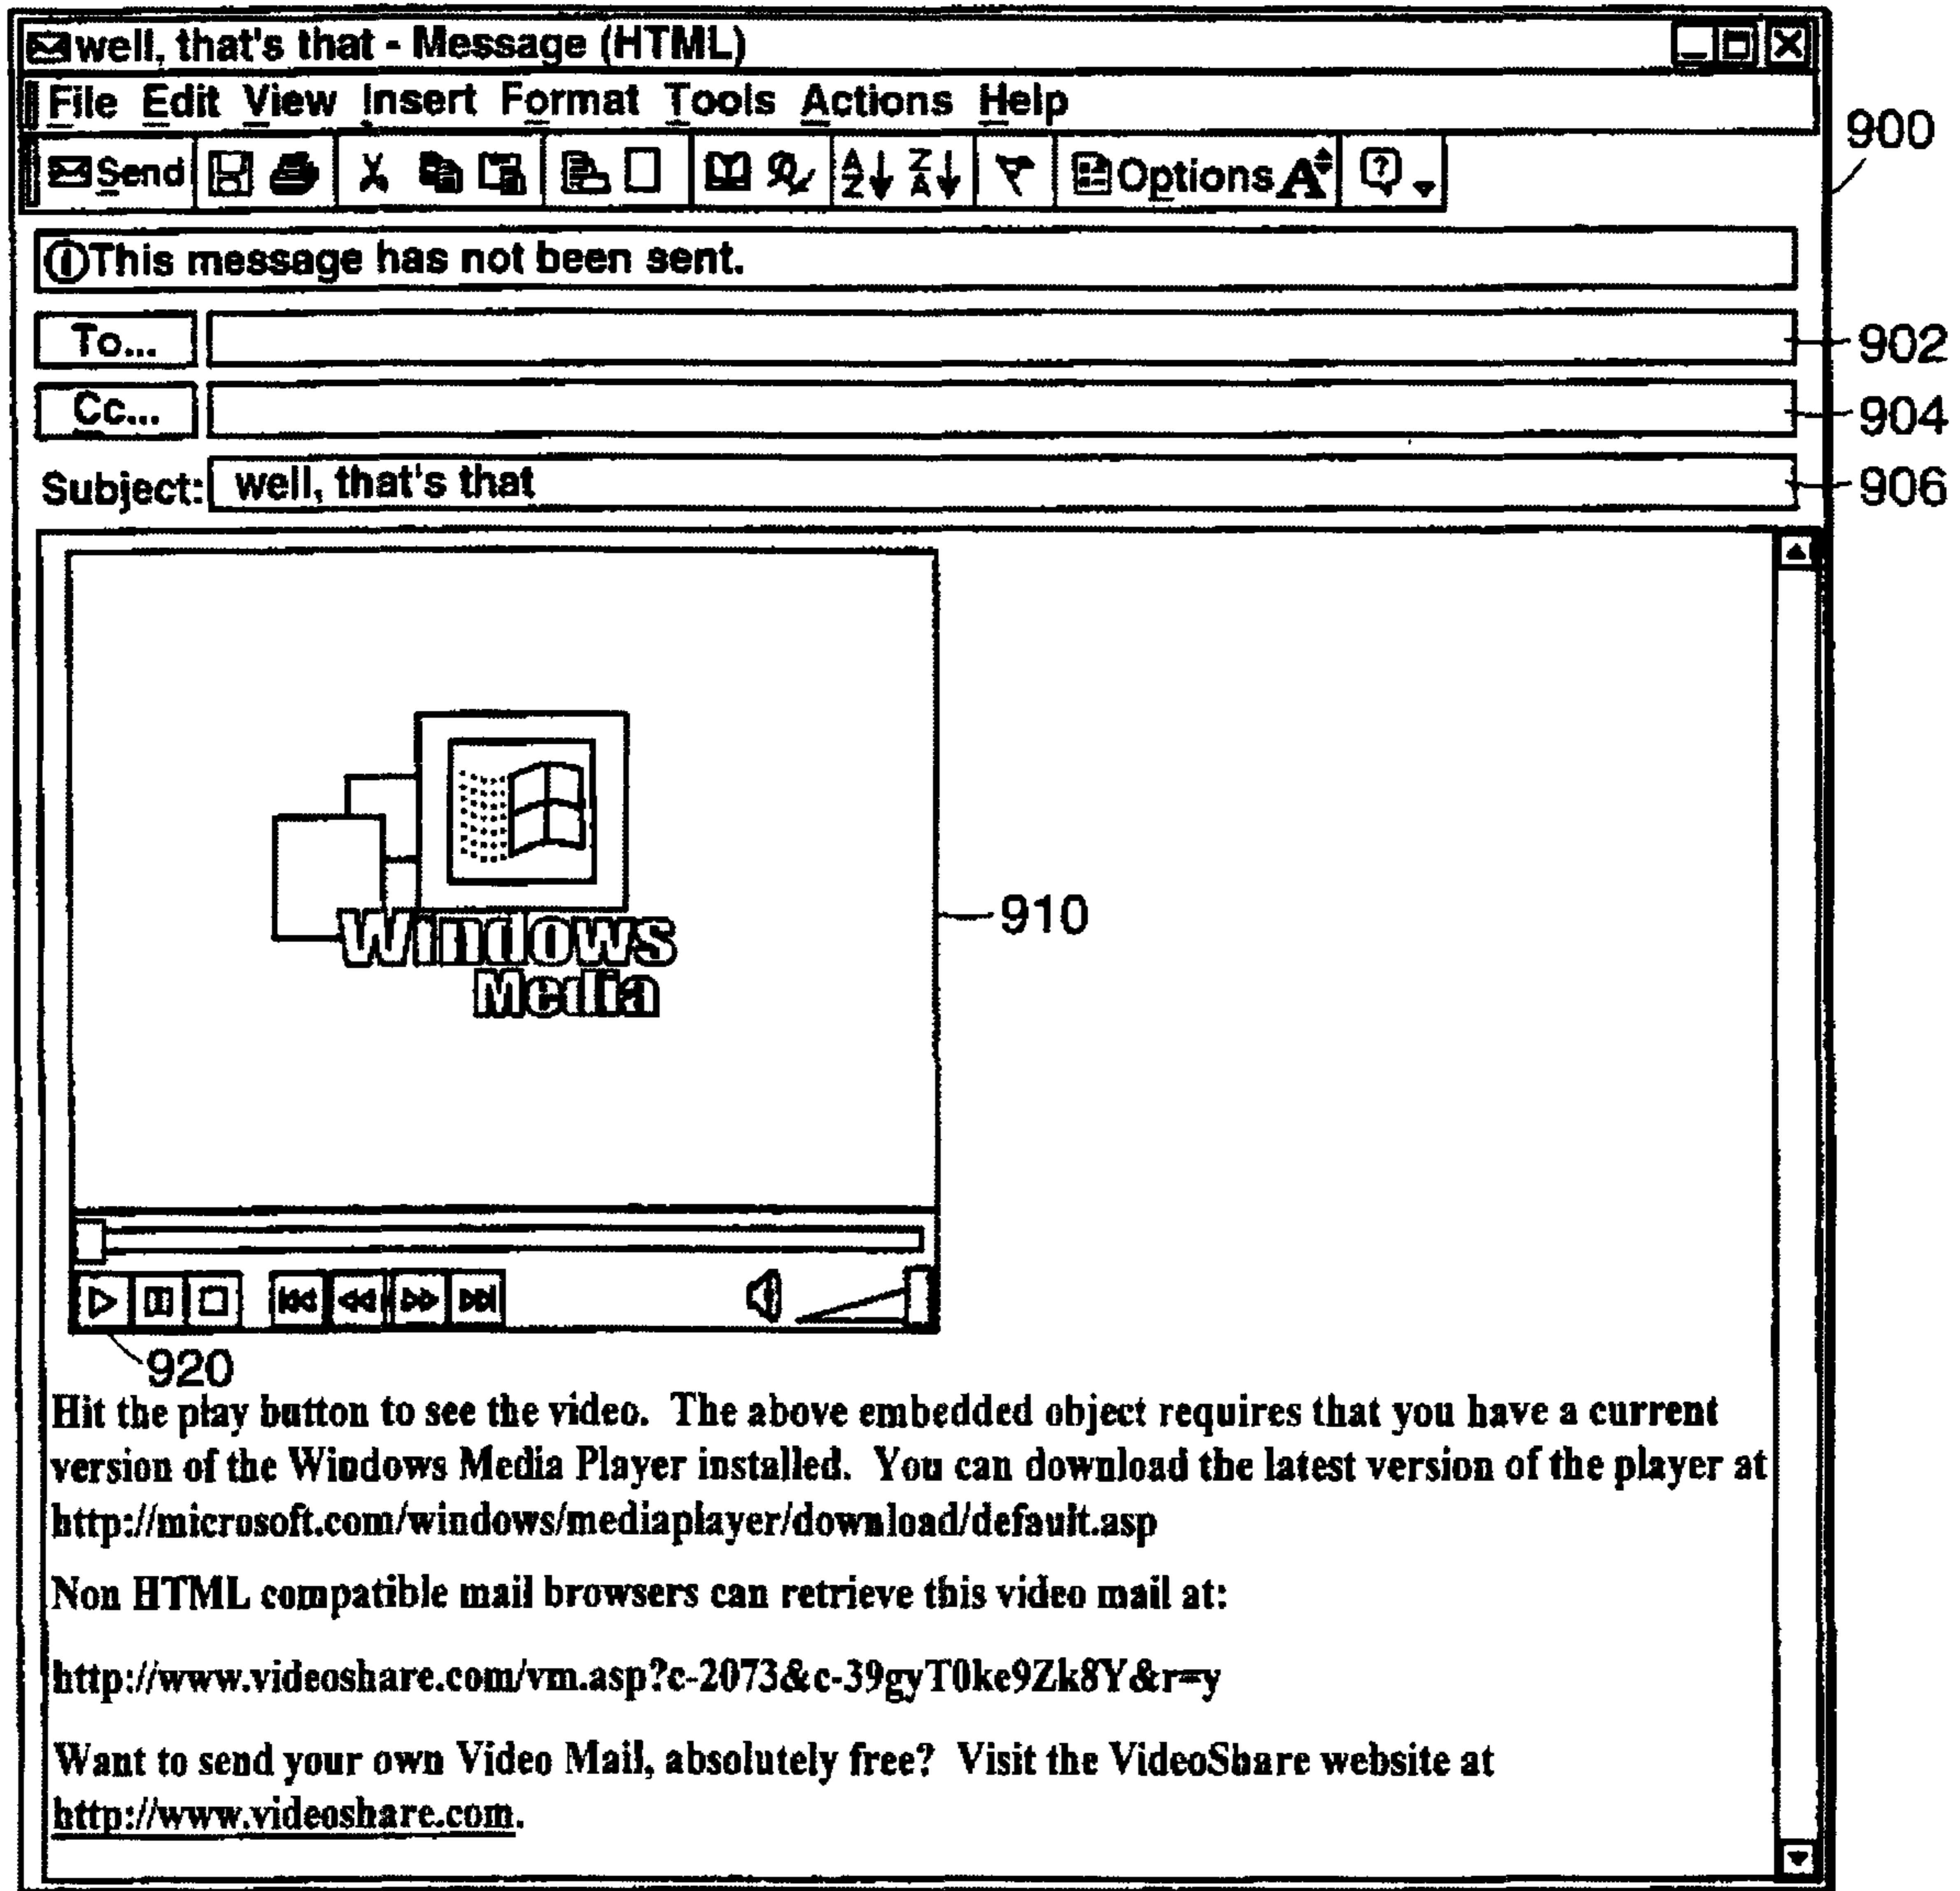 well, that's that - Message (HTML)
File Edit View Insert Format Tools Actions Help
900
Send Options A
This message has not been sent.
To... 902
Cc... 904
Subject: well, that's that 906
Windows
Media
910
920
Hit the play button to see the video. The above embedded object requires that you have a current
version of the Windows Media Player installed. You can download the latest version of the player at
http://microsoft.com/windows/mediaplayer/download/default.asp
Non HTML compatible mail browsers can retrieve this video mail at:
http://www.videoshare.com/vm.asp?c-2073&c-39gyT0ke9Zk8Y&r=y
Want to send your own Video Mail, absolutely free? Visit the VideoShare website at
http://www.videoshare.com.